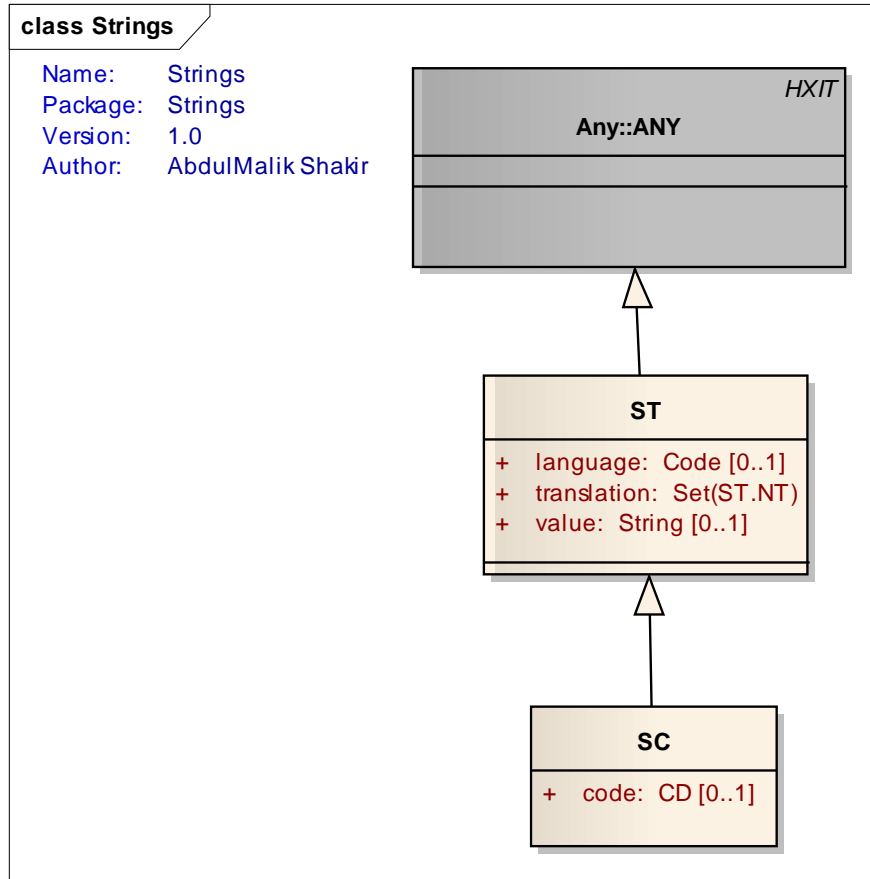 class Strings
Name: Strings
Package: Strings
Version: 1.0
Author: AbdulMalik Shakir
HXIT
Any::ANY
ST
+ language: Code [0..1]
+ translation: Set(ST.NT)
+ value: String [0..1]
SC
+ code: CD [0..1]